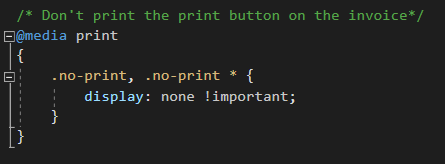 /* Don't print the print button on the invoice*/
@media print
{
    .no-print, .no-print * {
        display: none !important;
    }
}